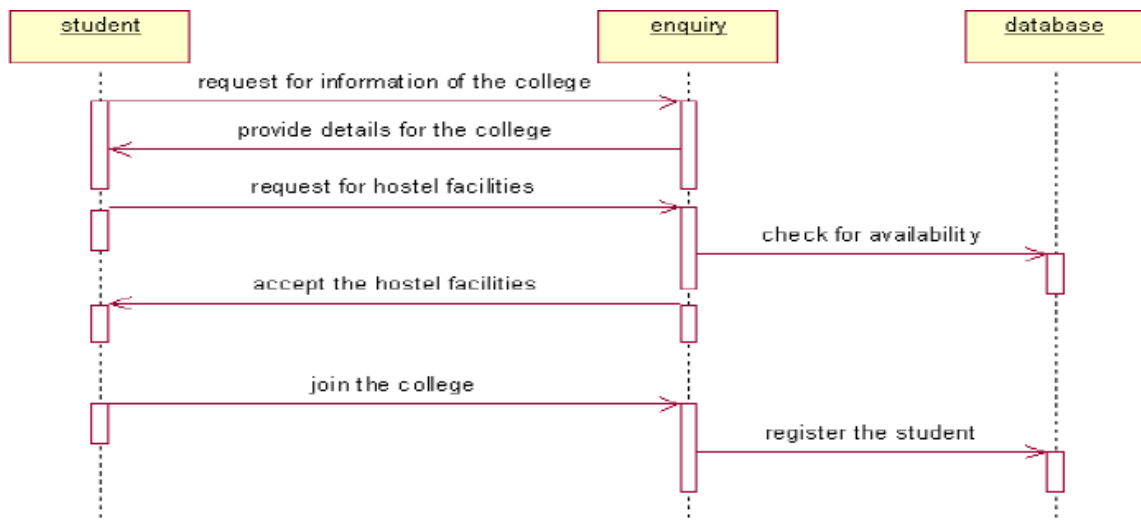 student
enquiry
database
request for information of the college
provide details for the college
request for hostel facilities
check for availability
accept the hostel facilities
join the college
register the student